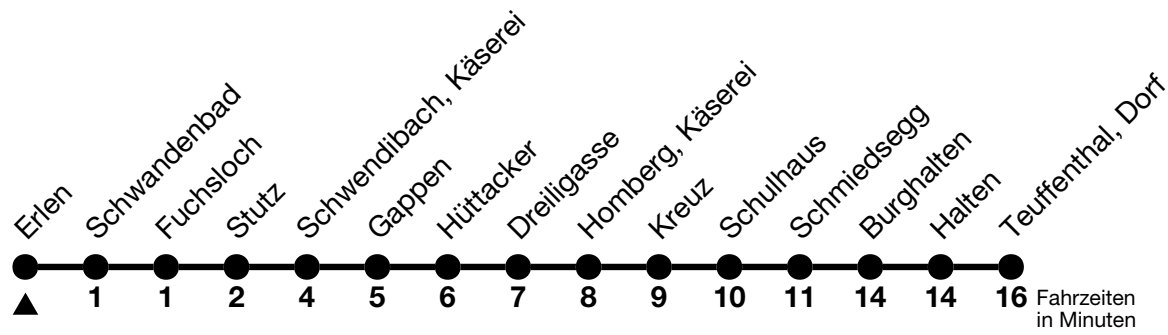 Erlen
Schwandenbad
Fuchsloch
Stutz
Schwendibach, Käserei
Gappen
Hüttacker
Dreiligasse
Homberg, Käserei
Kreuz
Schulhaus
Schmiedsegg
Burghalten
Halten
Teuffenthal, Dorf
1 1 2 4 5 6 7 8 9 10 11 14 14 16 Fahrzeiten
in Minuten